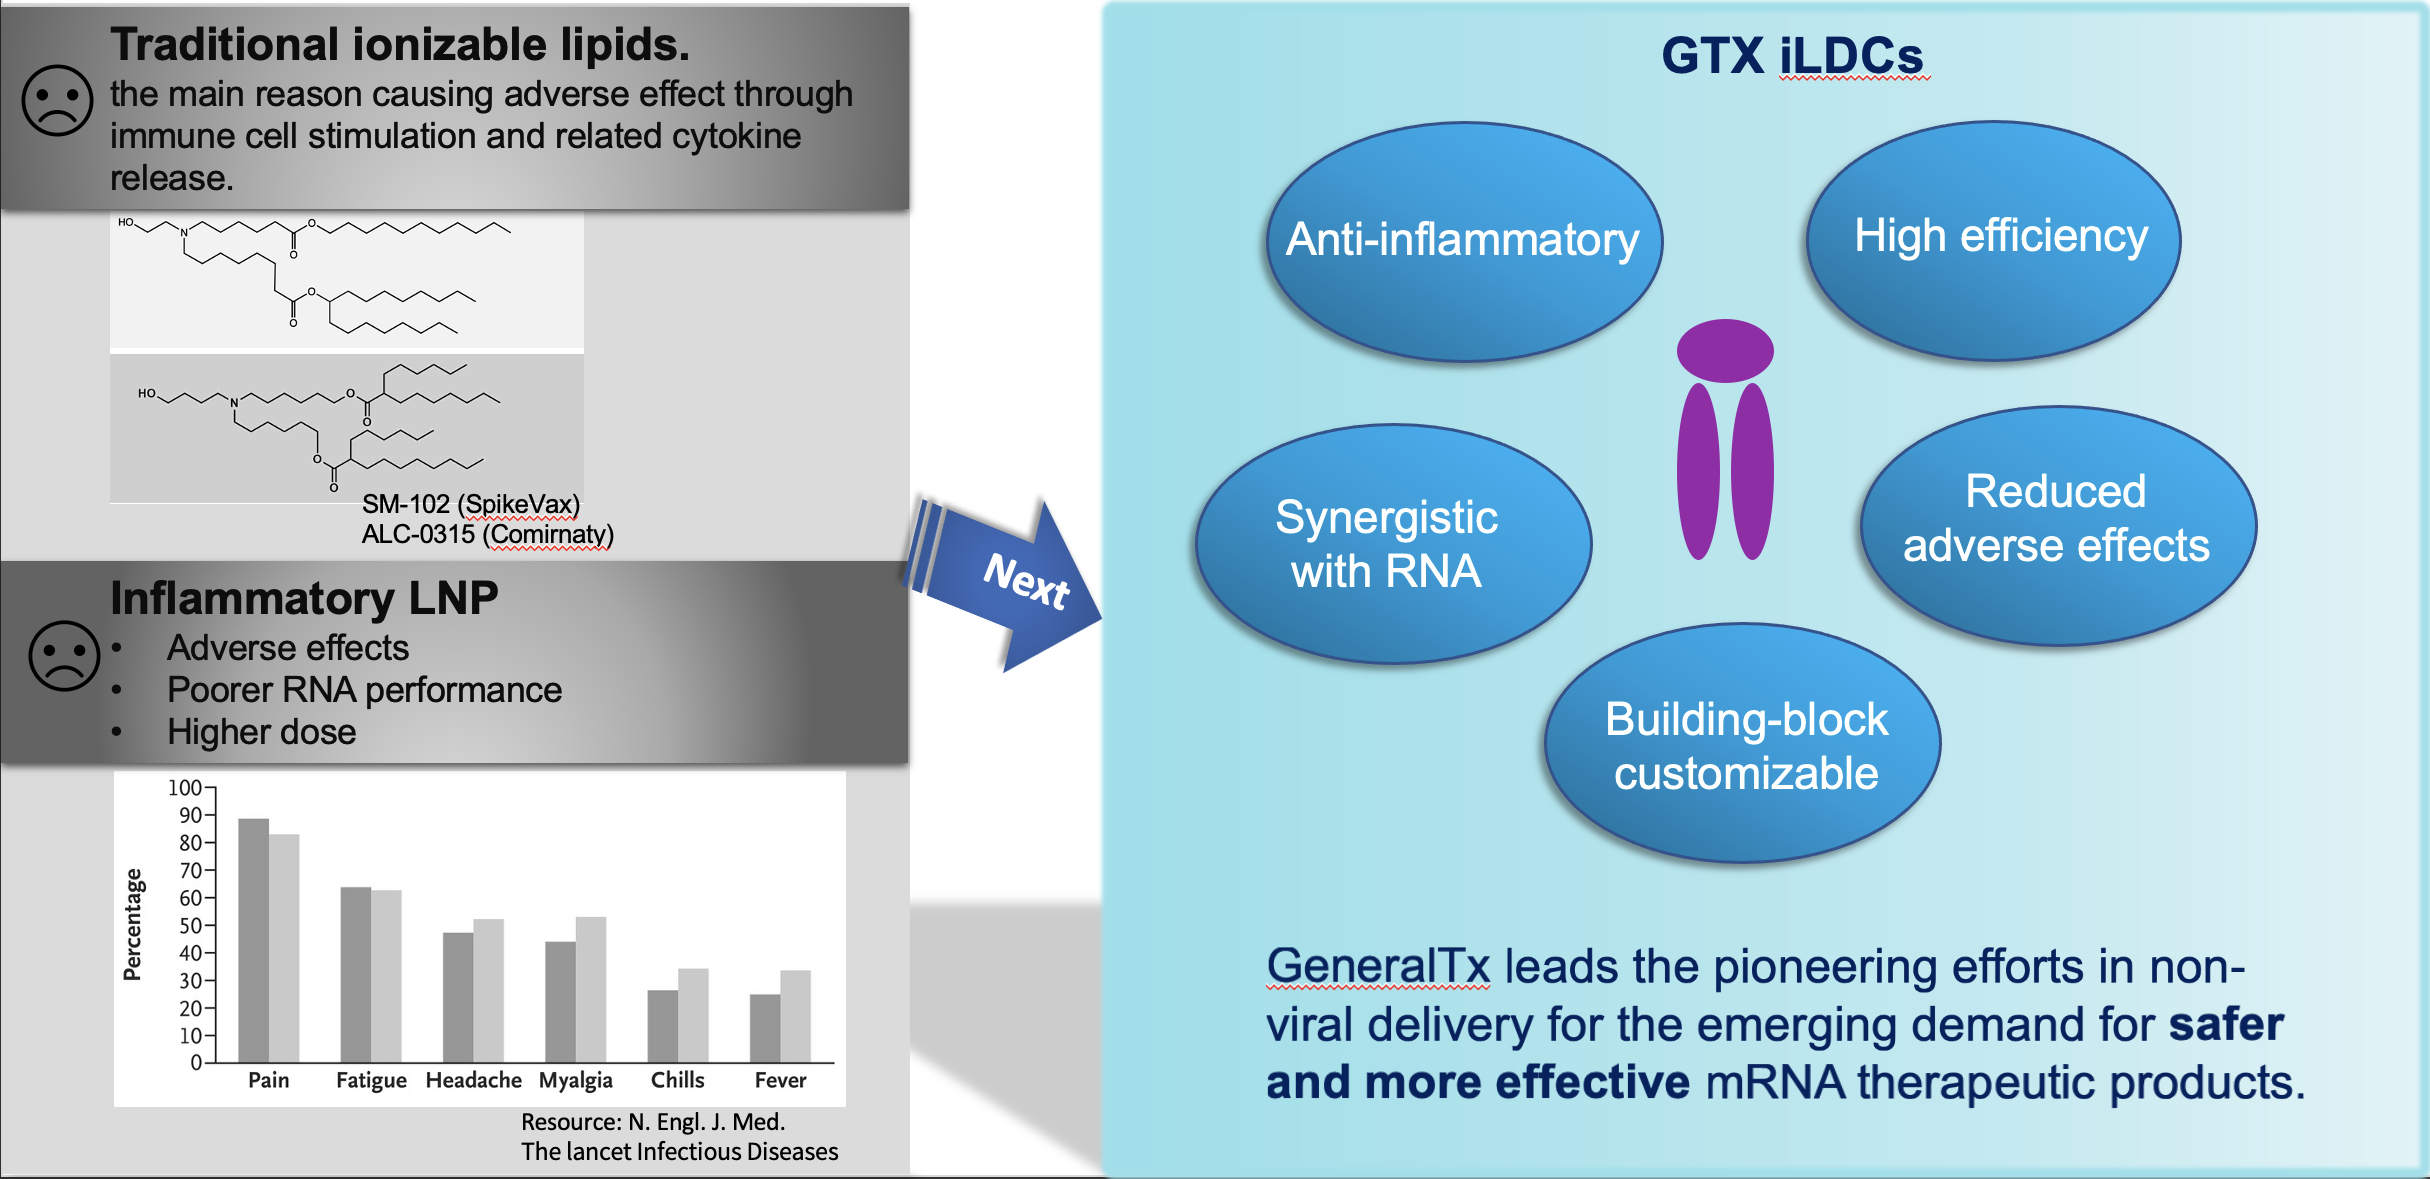 Traditional ionizable lipids.
the main reason causing adverse effect through
immune cell stimulation and related cytokine
release.
HO
N
O
O
O
O
HO
N
O
O
O
O
SM-102 (SpikeVax)
ALC-0315 (Comirnaty)
Inflammatory LNP
• Adverse effects
• Poorer RNA performance
• Higher dose
Percentage
100
90
80
70
60
50
40
30
20
10
0
Pain Fatigue Headache Myalgia Chills Fever
Resource: N. Engl. J. Med.
The lancet Infectious Diseases
Next
GTX iLDCs
Anti-inflammatory
High efficiency
Synergistic
with RNA
Reduced
adverse effects
Building-block
customizable
GeneralTx leads the pioneering efforts in non-
viral delivery for the emerging demand for safer
and more effective mRNA therapeutic products.